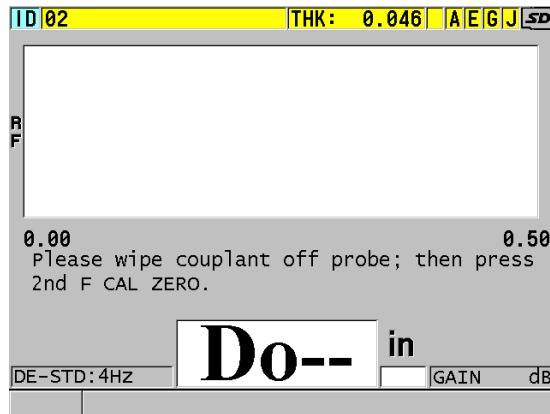 ID 02 THK: 0.046 A E G J SD
RF
0.00 0.50
Please wipe couplant off probe; then press
2nd F CAL ZERO.
Do-- in
DE-STD:4Hz GAIN dB